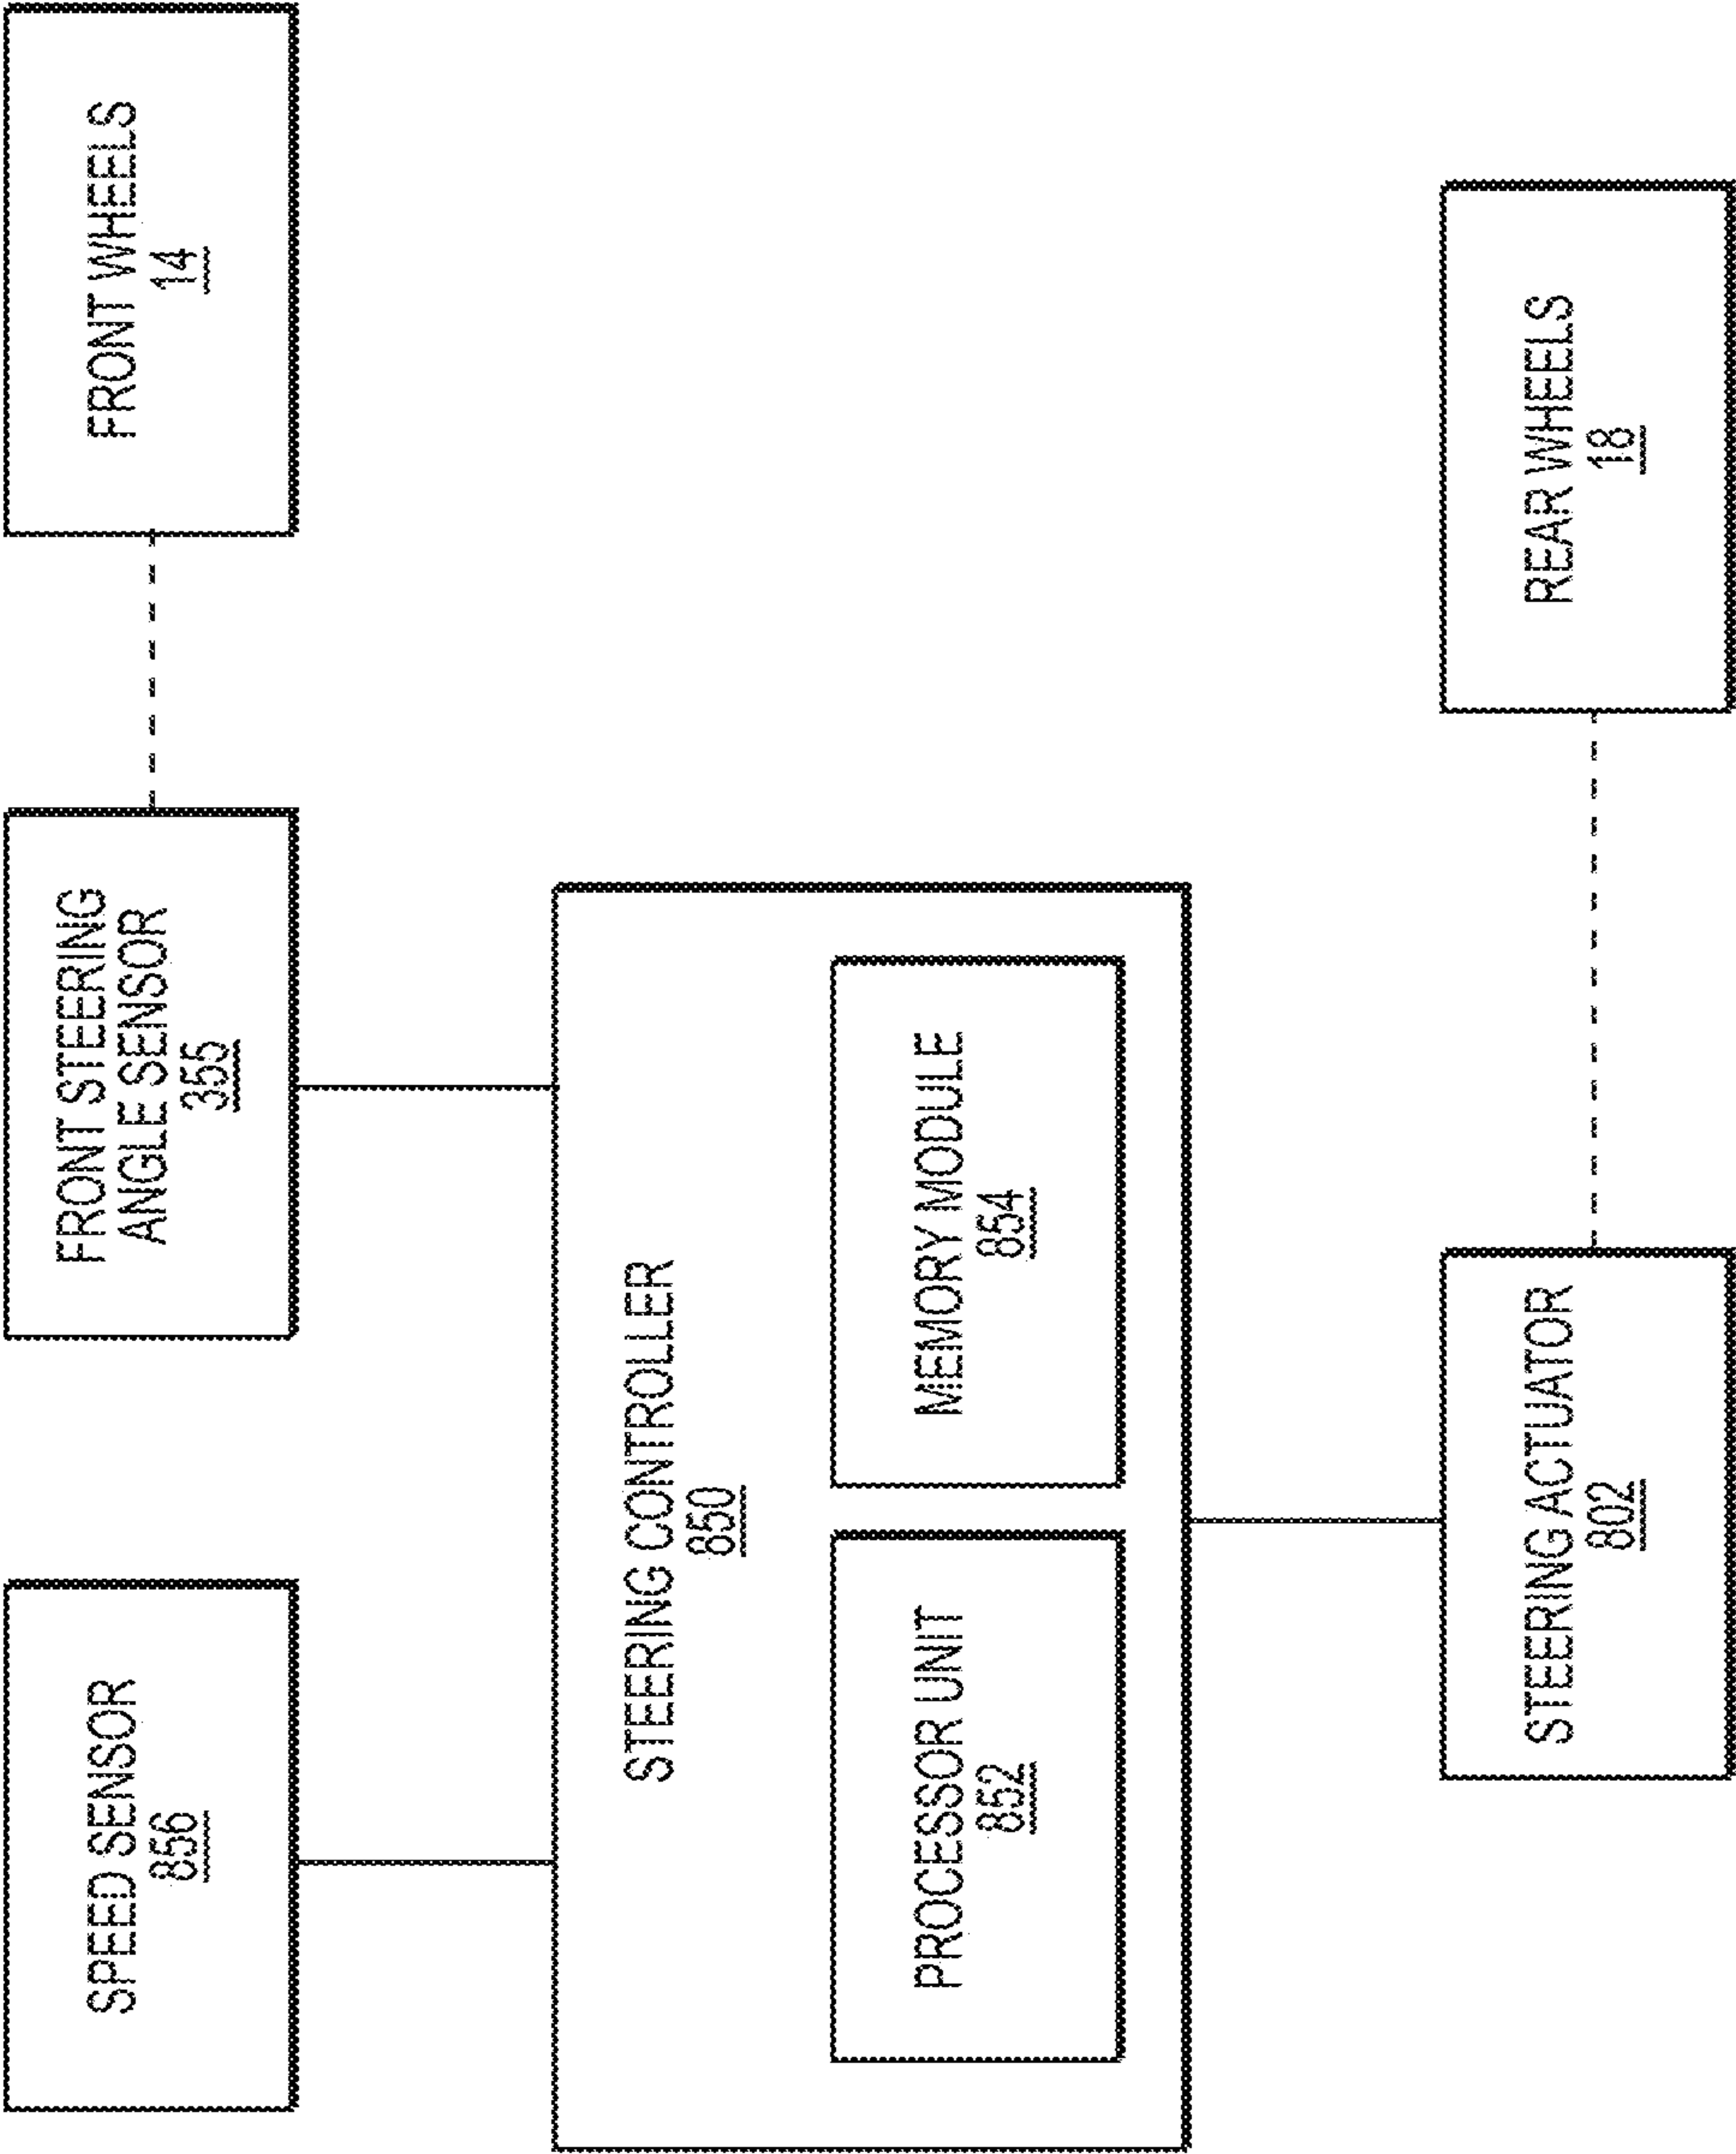 SPEED SENSOR
856
FRONT STEERING
ANGLE SENSOR
355
FRONT WHEELS
14
STEERING CONTROLLER
850
PROCESSOR UNIT
852
MEMORY MODULE
854
STEERING ACTUATOR
802
REAR WHEELS
18